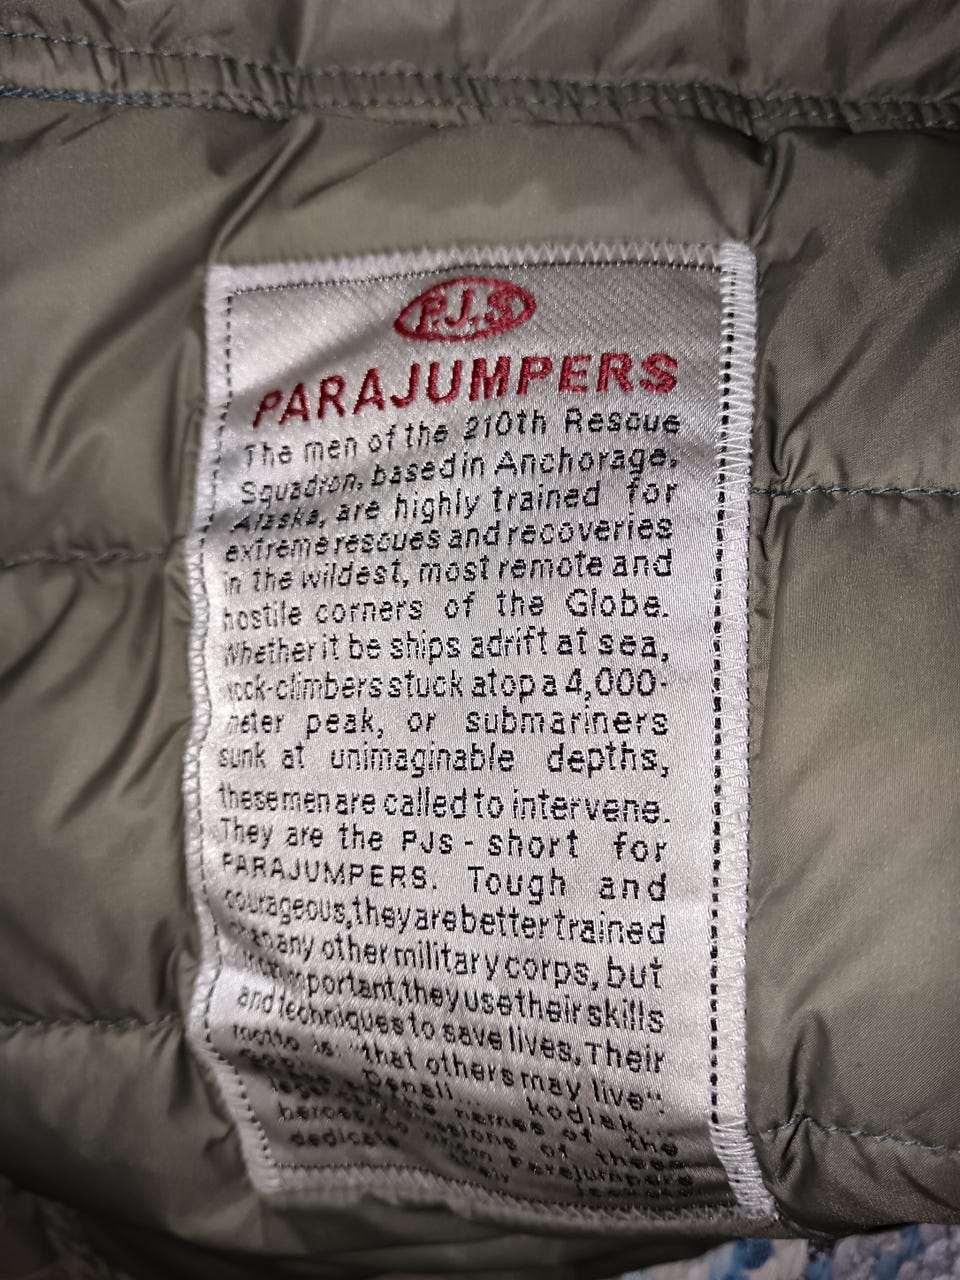 P.J.S
PARAJUMPERS
The men of the 210th Rescue
Squadron, based in Anchorage,
Alaska, are highly trained for
extreme rescues and recoveries
in the wildest, most remote and
hostile corners of the Globe.
Whether it be ships adrift at sea,
rock-climbers stuck atop a 4,000-
meter peak, or submariners
sunk at unimaginable depths,
these men are called to intervene.
They are the PJs - short for
PARAJUMPERS. Tough and
courageous, they are better trained
than any other military corps, but
important, they use their skills
and techniques to save lives. Their
motto is: "that others may live".
Denali... Kodiak...
the names of the
heroes, of these
dedicate Parajumpers